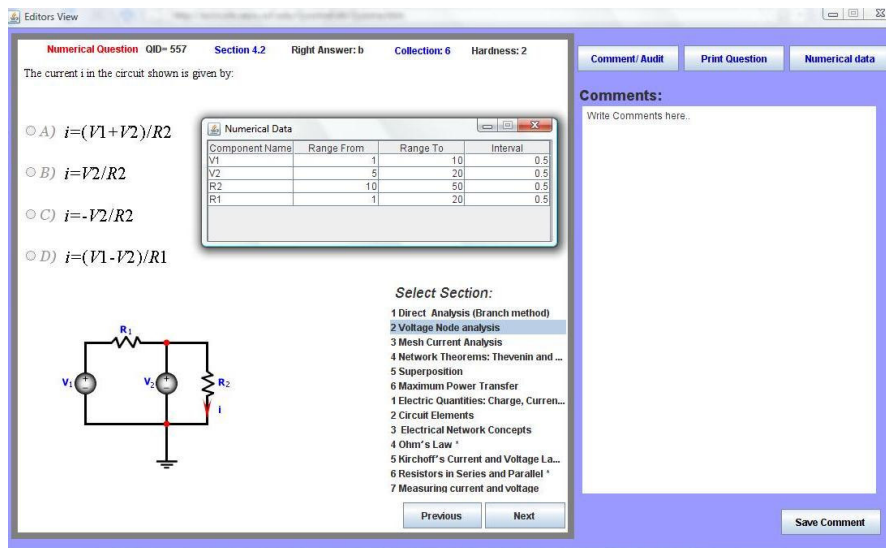 Editors View
Numerical Question QID= 557 Section 4.2 Right Answer: b Collection: 6 Hardness: 2
The current i in the circuit shown is given by:
A) i=(V1+V2)/R2
B) i=V2/R2
C) i=-V2/R2
D) i=(V1-V2)/R1
Numerical Data
Component Name Range From Range To Interval
V1 1 10 0.5
V2 5 20 0.5
R2 10 50 0.5
R1 1 20 0.5
R1
V1
V2
R2
i
Select Section:
1 Direct Analysis (Branch method)
2 Voltage Node analysis
3 Mesh Current Analysis
4 Network Theorems: Thevenin and ...
5 Superposition
6 Maximum Power Transfer
1 Electric Quantities: Charge, Curren...
2 Circuit Elements
3 Electrical Network Concepts
4 Ohm's Law *
5 Kirchoff's Current and Voltage La...
6 Resistors in Series and Parallel *
7 Measuring current and voltage
Previous Next
Comment/ Audit Print Question Numerical data
Comments:
Write Comments here..
Save Comment